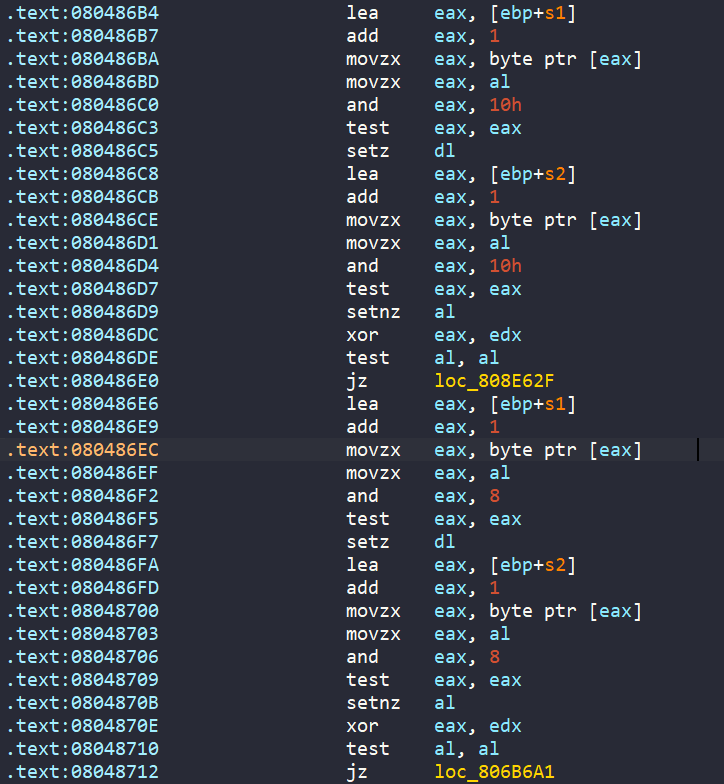 .text:080486B4 lea eax, [ebp+s1]
.text:080486B7 add eax, 1
.text:080486BA movzx eax, byte ptr [eax]
.text:080486BD movzx eax, al
.text:080486C0 and eax, 10h
.text:080486C3 test eax, eax
.text:080486C5 setz dl
.text:080486C8 lea eax, [ebp+s2]
.text:080486CB add eax, 1
.text:080486CE movzx eax, byte ptr [eax]
.text:080486D1 movzx eax, al
.text:080486D4 and eax, 10h
.text:080486D7 test eax, eax
.text:080486D9 setnz al
.text:080486DC xor eax, edx
.text:080486DE test al, al
.text:080486E0 jz loc_808E62F
.text:080486E6 lea eax, [ebp+s1]
.text:080486E9 add eax, 1
.text:080486EC movzx eax, byte ptr [eax]
.text:080486EF movzx eax, al
.text:080486F2 and eax, 8
.text:080486F5 test eax, eax
.text:080486F7 setz dl
.text:080486FA lea eax, [ebp+s2]
.text:080486FD add eax, 1
.text:08048700 movzx eax, byte ptr [eax]
.text:08048703 movzx eax, al
.text:08048706 and eax, 8
.text:08048709 test eax, eax
.text:0804870B setnz al
.text:0804870E xor eax, edx
.text:08048710 test al, al
.text:08048712 jz loc_806B6A1